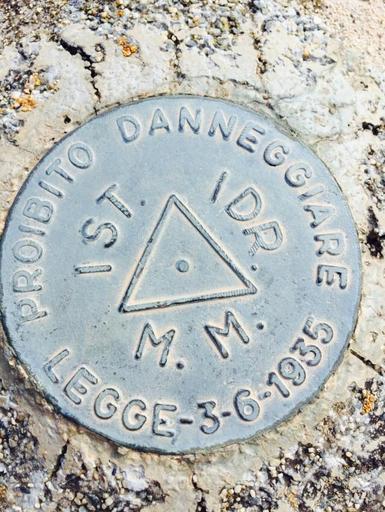 PROIBITO DANNEGGIARE
LEGGE-3-6-1935
IST. IDR.
M. M.